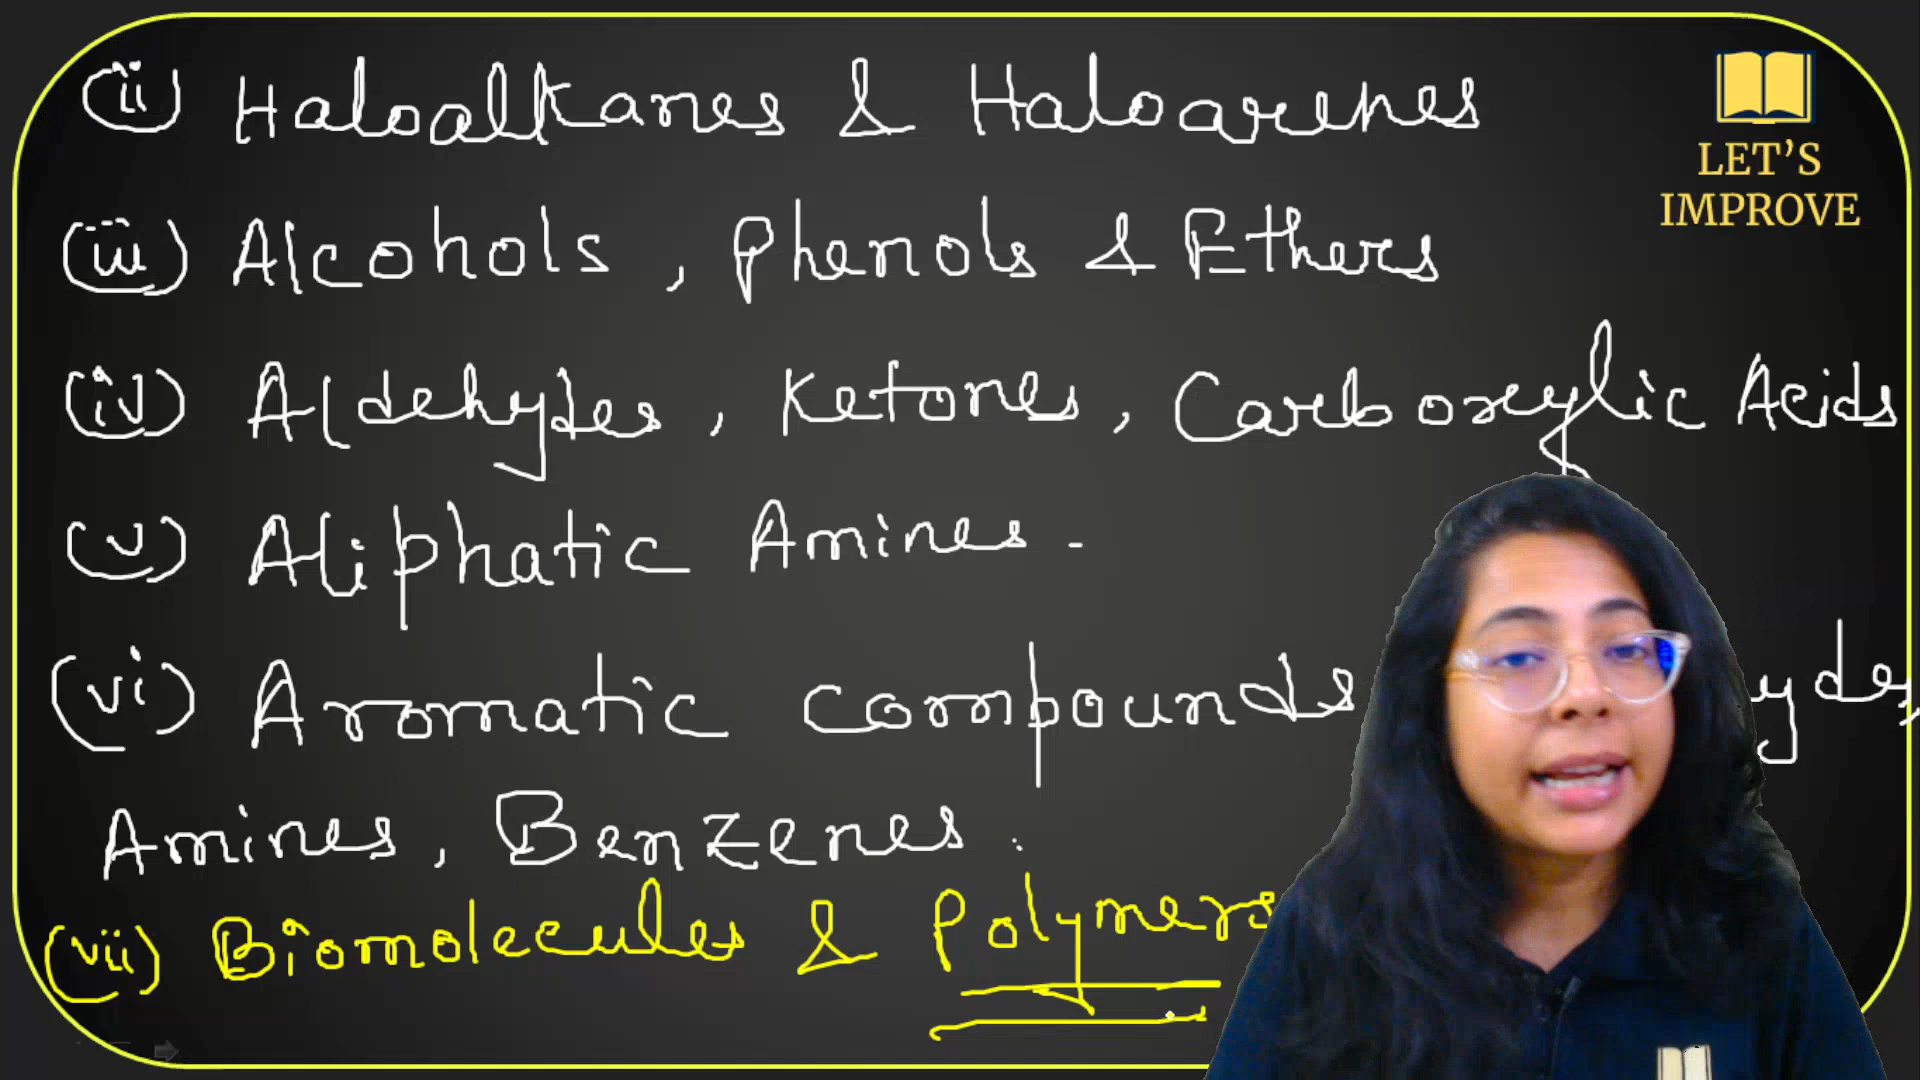 (ii) Haloalkanes & Haloarenes
LET'S
IMPROVE
(iii) Alcohols, Phenols & Ethers
(iv) Aldehydes, Ketones, Carboxylic Acids
(v) Aliphatic Amines.
(vi) Aromatic compounds
Amines, Benzenes.
(vii) Biomolecules & Polymers